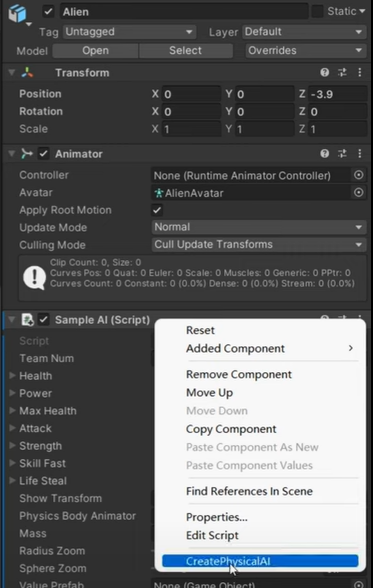 Alien Static
Tag Untagged Layer Default
Model Open Select Overrides
Transform
Position X 0 Y 0 Z -3.9
Rotation X 0 Y 0 Z 0
Scale X 1 Y 1 Z 1
Animator
Controller None (Runtime Animator Controller)
Avatar AlienAvatar
Apply Root Motion
Update Mode Normal
Culling Mode Cull Update Transforms
Clip Count: 0, Size: 0
Curves Pos: 0 Quat: 0 Euler: 0 Scale: 0 Muscles: 0 Generic: 0 PPtr: 0
Curves Count: 0 Constant: 0 (0.0%) Dense: 0 (0.0%) Stream: 0 (0.0%)
Sample AI (Script)
Script
Team Num
Health
Power
Max Health
Attack
Strength
Skill Fast
Life Steal
Show Transform
Physics Body Animator
Mass
Radius Zoom
Sphere Zoom
Value Prefab None (Game Object)
Reset
Added Component
Remove Component
Move Up
Move Down
Copy Component
Paste Component As New
Paste Component Values
Find References In Scene
Properties...
Edit Script
CreatePhysicalAI